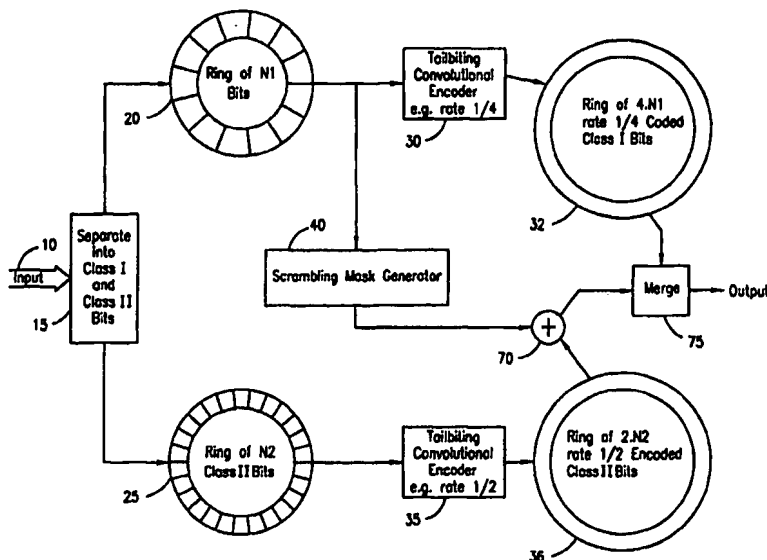 Ring of N1
Bits
20
Tailbiting
Convolutional
Encoder
e.g. rate 1/4
30
Ring of 4.N1
rate 1/4 Coded
Class I Bits
32
10
Input
Separate
into
Class I
and
Class II
Bits
15
40
Scrambling Mask Generator
+
70
Merge
75
Output
Ring of N2
Class II Bits
25
Tailbiting
Convolutional
Encoder
e.g. rate 1/2
35
Ring of 2.N2
rate 1/2 Encoded
Class II Bits
36